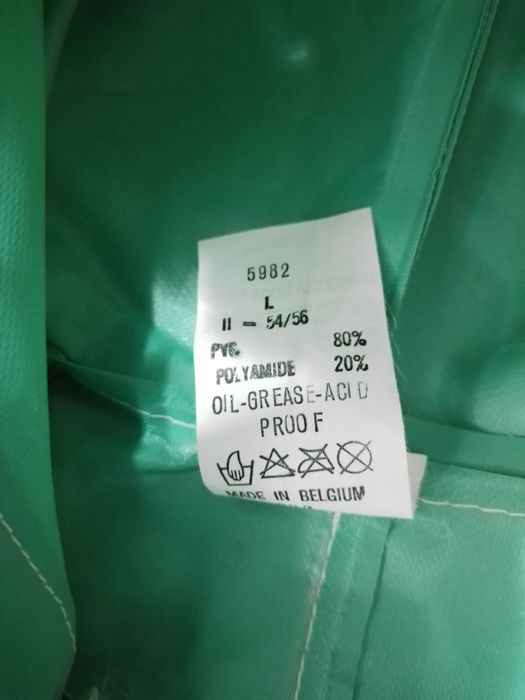 5982
L
II - 54/56
PVC 80%
POLYAMIDE 20%
OIL-GREASE-ACID
PROOF
MADE IN BELGIUM